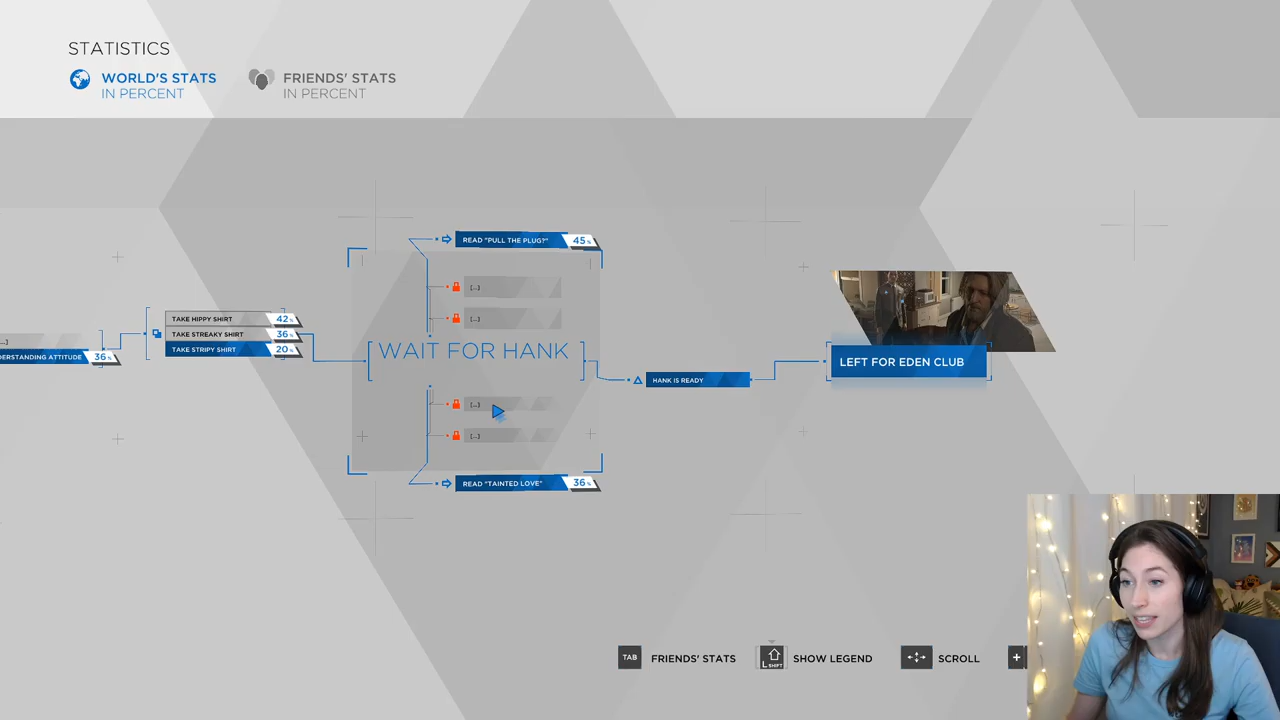 STATISTICS
WORLD'S STATS
IN PERCENT
FRIENDS' STATS
IN PERCENT
READ "PULL THE PLUG?" 45%
[...]
[...]
WAIT FOR HANK
[...]
[...]
READ "TAINTED LOVE" 36%
...]
DERSTANDING ATTITUDE 36%
TAKE HIPPY SHIRT 42%
TAKE STREAKY SHIRT 36%
TAKE STRIPY SHIRT 20%
HANK IS READY
LEFT FOR EDEN CLUB
TAB FRIENDS' STATS
L SHIFT SHOW LEGEND
SCROLL
+